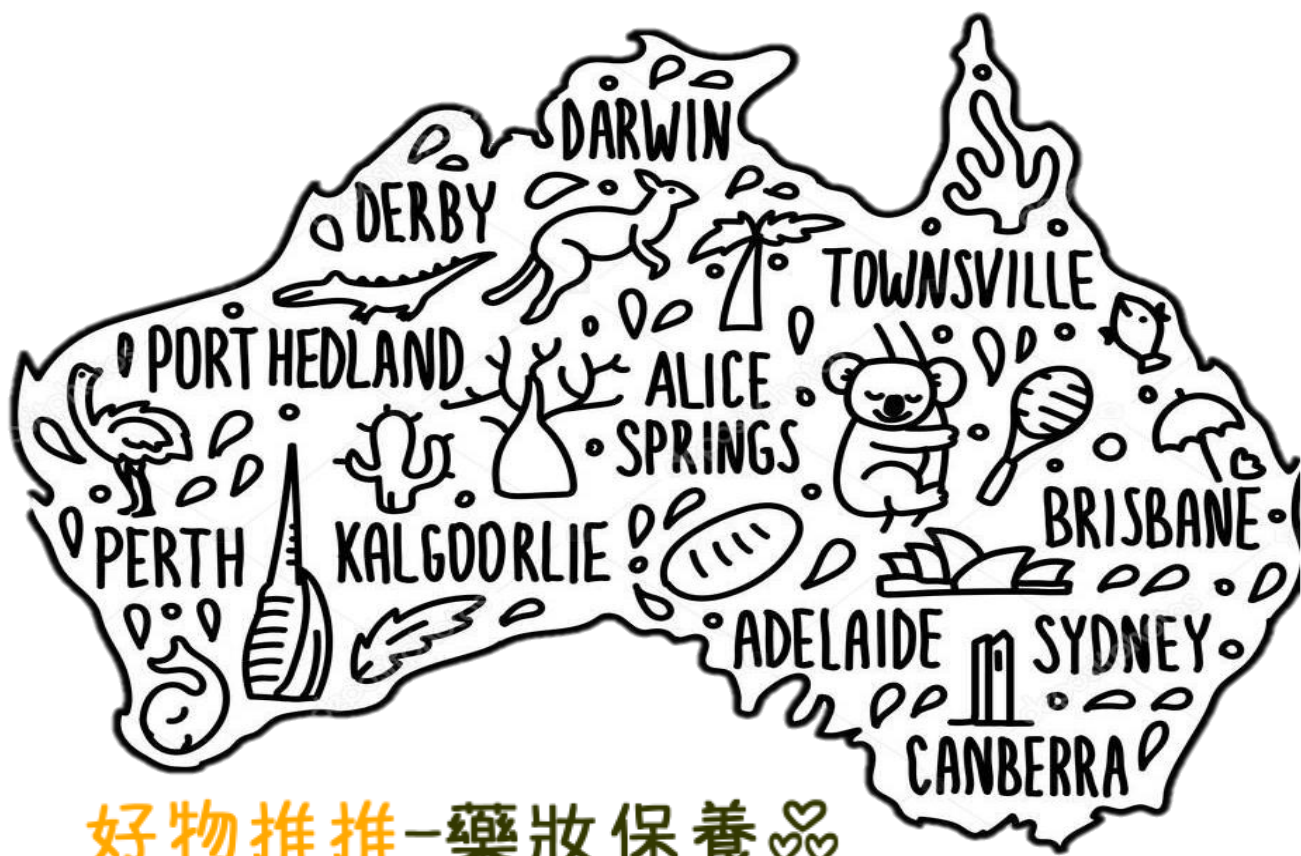 DARWIN
DERBY
TOWNSVILLE
PORT HEDLAND
ALICE
SPRINGS
BRISBANE
PERTH
KALGOORLIE
ADELAIDE
SYDNEY
CANBERRA
好物推推-藥妝保養